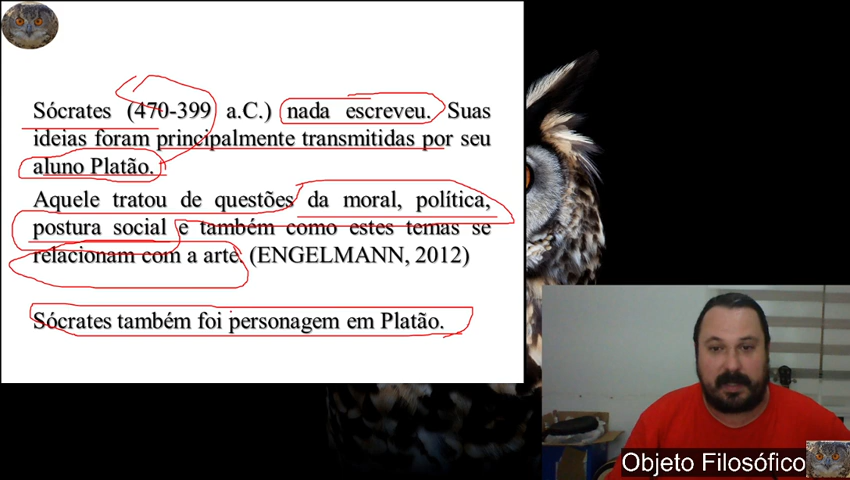 Sócrates (470-399 a.C.) nada escreveu. Suas
ideias foram principalmente transmitidas por seu
aluno Platão.
Aquele tratou de questões da moral, política,
postura social e também como estes temas se
relacionam com a arte. (ENGELMANN, 2012)
Sócrates também foi personagem em Platão.
Objeto Filosófico